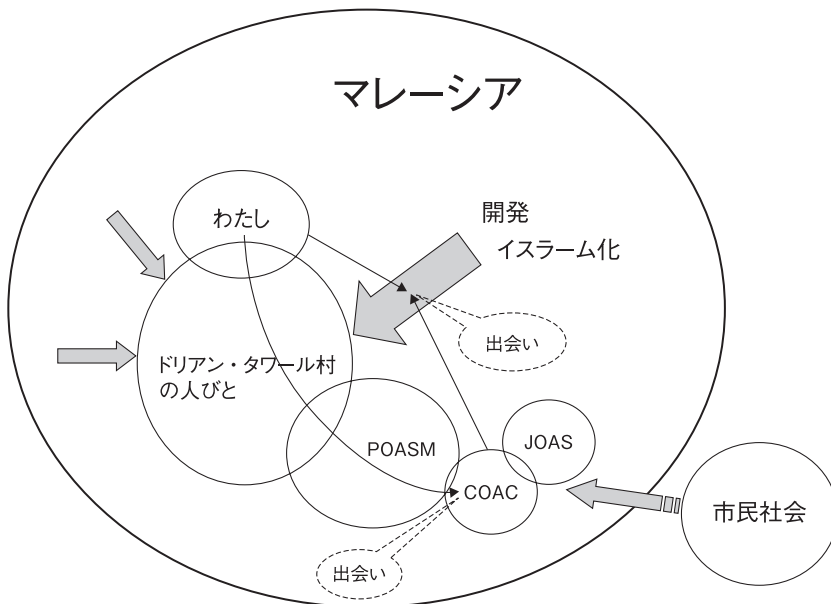 マレーシア
わたし
開発
イスラーム化
出会い
ドリアン・タワール村
の人びと
POASM
JOAS
COAC
市民社会
出会い